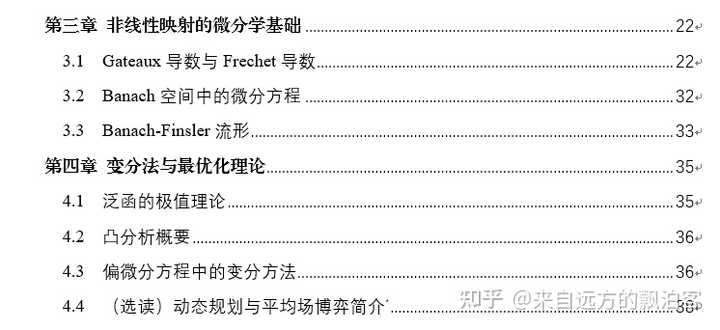 第三章 非线性映射的微分学基础........................22
3.1 Gateaux 导数与 Frechet 导数........................22
3.2 Banach 空间中的微分方程........................32
3.3 Banach-Finsler 流形........................33
第四章 变分法与最优化理论........................35
4.1 泛函的极值理论........................35
4.2 凸分析概要........................36
4.3 偏微分方程中的变分方法........................36
4.4 （选读）动态规划与平均场博弈简介*........................38
知乎 @来自远方的飘泊客